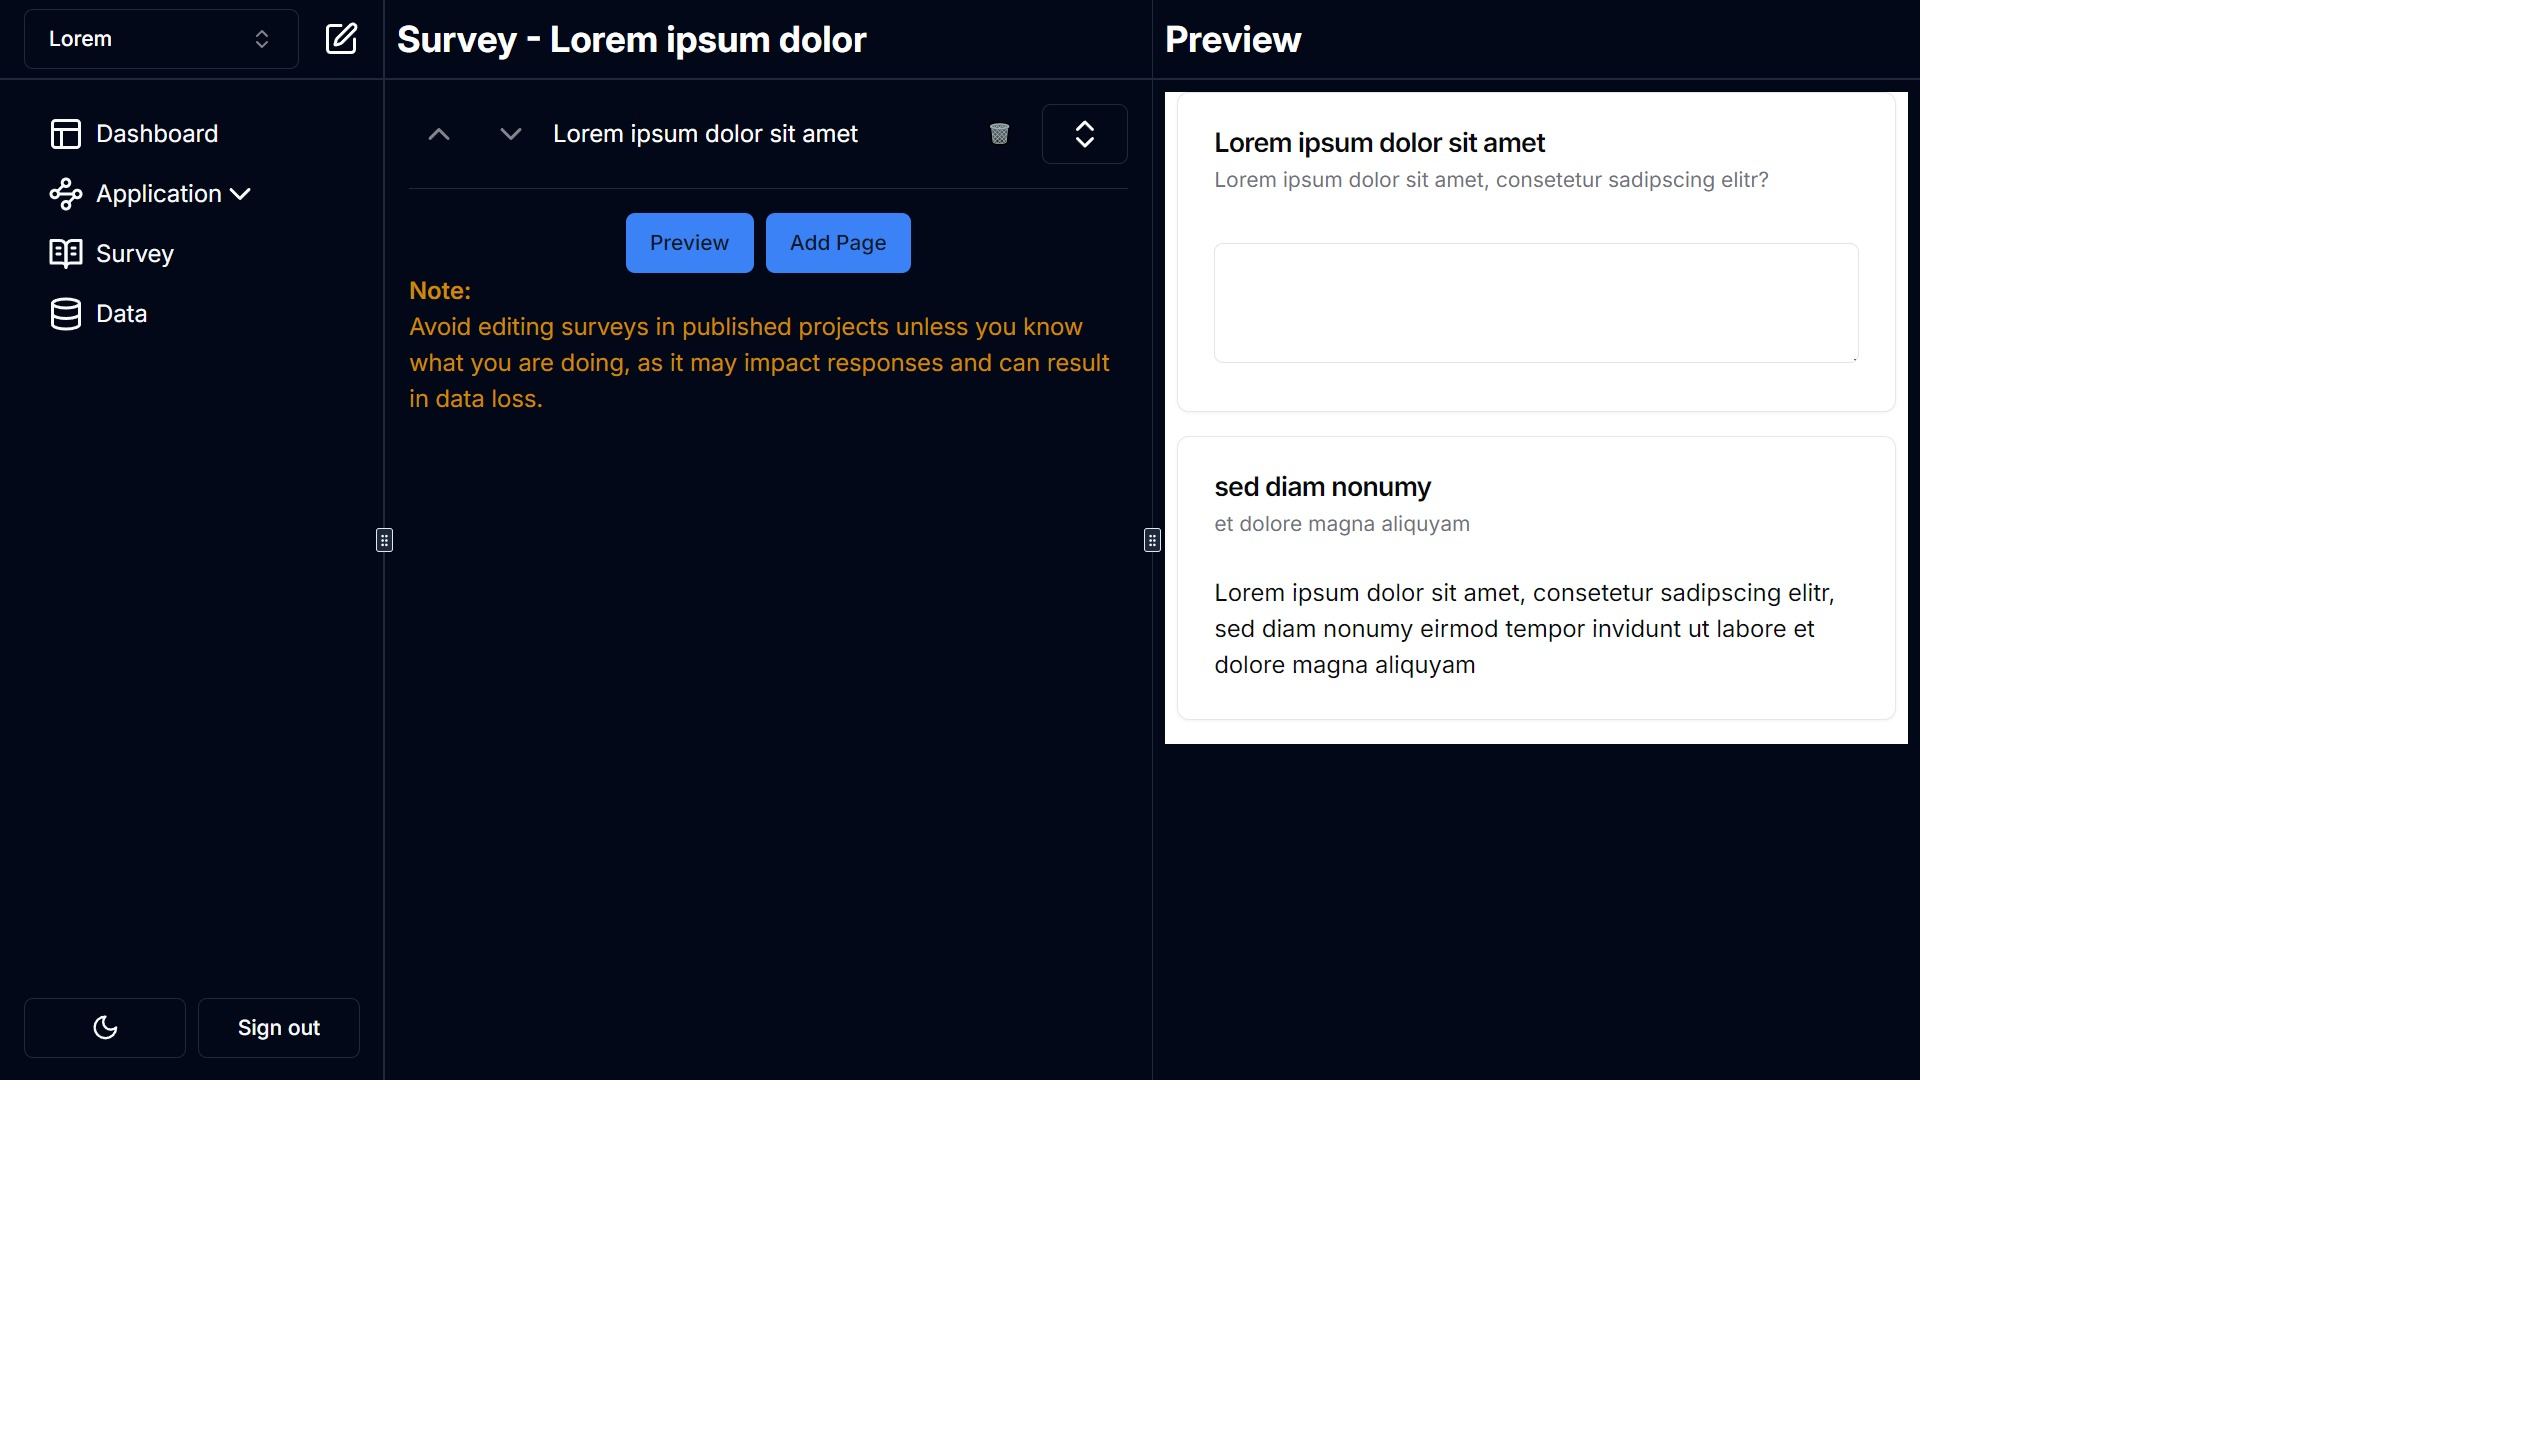 Lorem
Survey - Lorem ipsum dolor
Preview
Dashboard
Application
Survey
Data
Sign out
Lorem ipsum dolor sit amet
Preview
Add Page
Note:
Avoid editing surveys in published projects unless you know
what you are doing, as it may impact responses and can result
in data loss.
Lorem ipsum dolor sit amet
Lorem ipsum dolor sit amet, consetetur sadipscing elitr?
sed diam nonumy
et dolore magna aliquyam
Lorem ipsum dolor sit amet, consetetur sadipscing elitr,
sed diam nonumy eirmod tempor invidunt ut labore et
dolore magna aliquyam